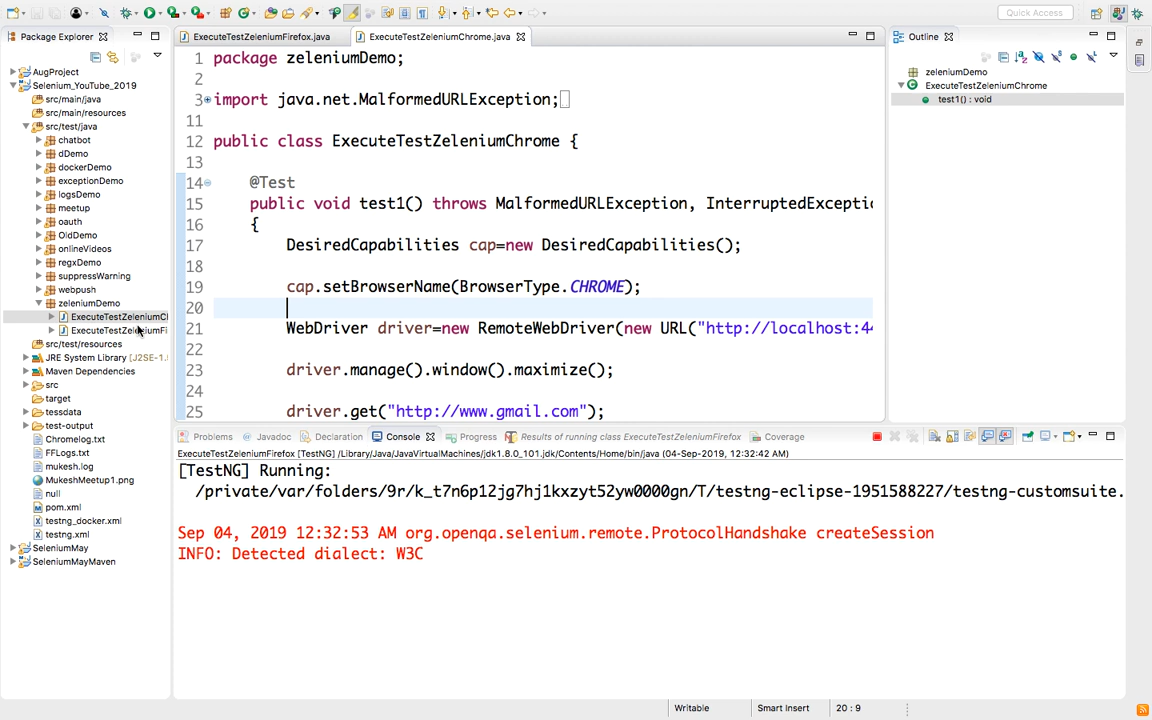 Quick Access
Package Explorer
ExecuteTestZeleniumFirefox.java
ExecuteTestZeleniumChrome.java
Outline
AugProject
Selenium_YouTube_2019
src/main/java
src/main/resources
src/test/java
chatbot
dDemo
dockerDemo
exceptionDemo
logsDemo
meetup
oauth
OldDemo
onlineVideos
regxDemo
suppressWarning
webpush
zeleniumDemo
ExecuteTestZeleniumCl
ExecuteTestZeleniumFi
src/test/resources
JRE System Library [J2SE-1.
Maven Dependencies
src
target
tessdata
test-output
Chromelog.txt
FFLogs.txt
mukesh.log
MukeshMeetup1.png
null
pom.xml
testng_docker.xml
testng.xml
SeleniumMay
SeleniumMayMaven
1 package zeleniumDemo;
2
3 import java.net.MalformedURLException;
11
12 public class ExecuteTestZeleniumChrome {
13
14 @Test
15 public void test1() throws MalformedURLException, InterruptedExceptio
16 {
17 DesiredCapabilities cap=new DesiredCapabilities();
18
19 cap.setBrowserName(BrowserType.CHROME);
20
21 WebDriver driver=new RemoteWebDriver(new URL("http://localhost:44
22
23 driver.manage().window().maximize();
24
25 driver.get("http://www.gmail.com");
zeleniumDemo
ExecuteTestZeleniumChrome
test1() : void
Problems
Javadoc
Declaration
Console
Progress
Results of running class ExecuteTestZeleniumFirefox
Coverage
ExecuteTestZeleniumFirefox [TestNG] /Library/Java/JavaVirtualMachines/jdk1.8.0_101.jdk/Contents/Home/bin/java (04-Sep-2019, 12:32:42 AM)
[TestNG] Running:
/private/var/folders/9r/k_t7n6p12jg7hj1kxzyt52yw0000gn/T/testng-eclipse-1951588227/testng-customsuite.
Sep 04, 2019 12:32:53 AM org.openqa.selenium.remote.ProtocolHandshake createSession
INFO: Detected dialect: W3C
Writable
Smart Insert
20 : 9